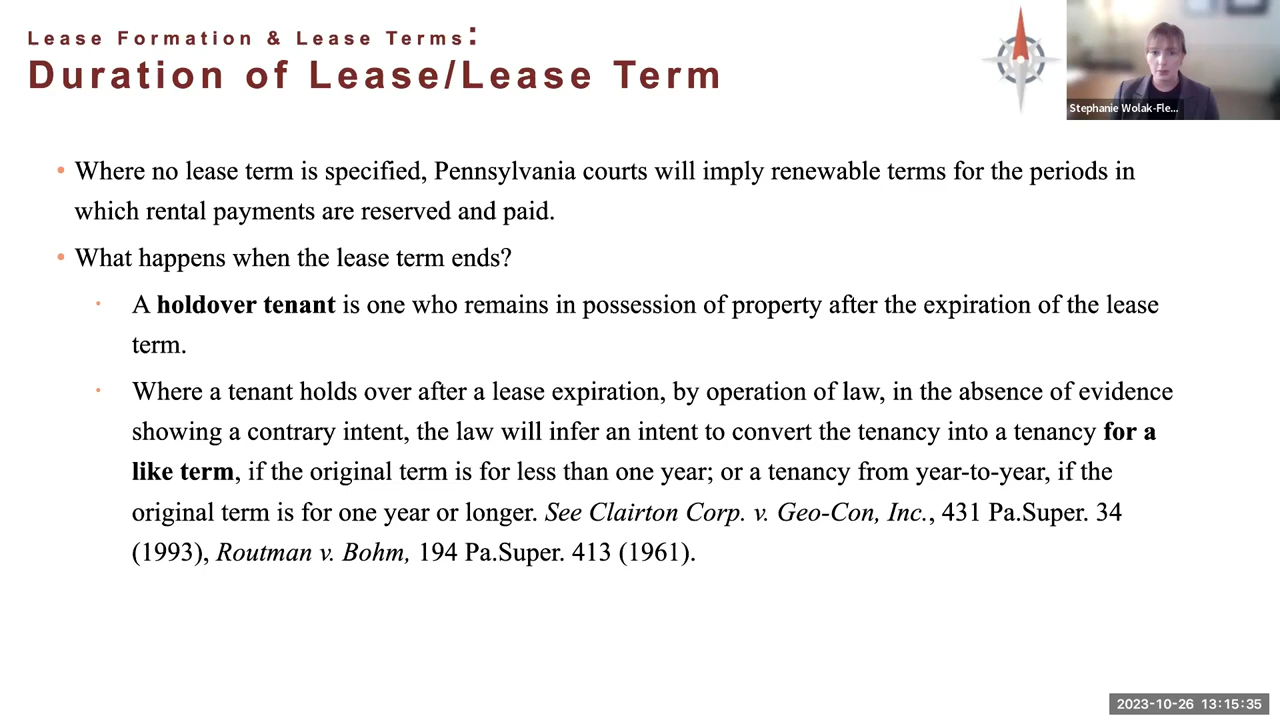 Lease Formation & Lease Terms:
Duration of Lease/Lease Term
Stephanie Wolak-Fle...
• Where no lease term is specified, Pennsylvania courts will imply renewable terms for the periods in
which rental payments are reserved and paid.
• What happens when the lease term ends?
• A holdover tenant is one who remains in possession of property after the expiration of the lease
term.
• Where a tenant holds over after a lease expiration, by operation of law, in the absence of evidence
showing a contrary intent, the law will infer an intent to convert the tenancy into a tenancy for a
like term, if the original term is for less than one year; or a tenancy from year-to-year, if the
original term is for one year or longer. See Clairton Corp. v. Geo-Con, Inc., 431 Pa.Super. 34
(1993), Routman v. Bohm, 194 Pa.Super. 413 (1961).
2023-10-26 13:15:35